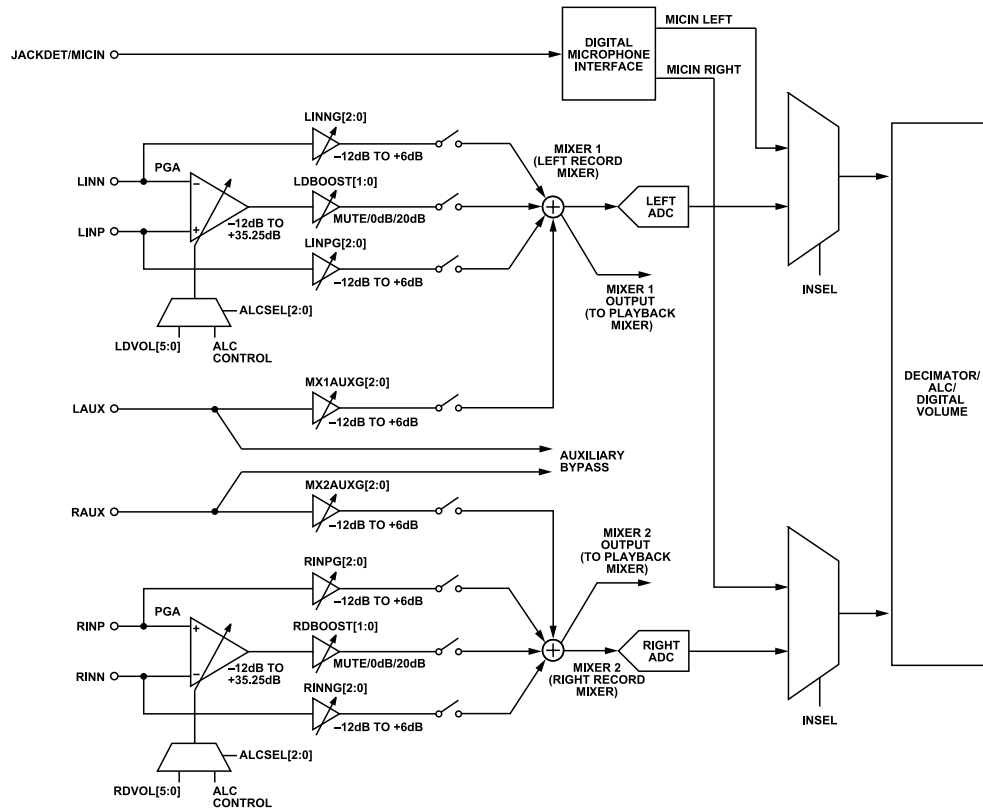 MICIN LEFT
JACKDET/MICIN
DIGITAL
MICROPHONE
INTERFACE
MICIN RIGHT
LINNG[2:0]
–12dB TO +6dB
MIXER 1
(LEFT RECORD
MIXER)
LINN
PGA
–
LDBOOST[1:0]
MUTE/0dB/20dB
LEFT
ADC
LINP
+
–12dB TO
+35.25dB
LINPG[2:0]
–12dB TO +6dB
INSEL
MIXER 1
OUTPUT
(TO PLAYBACK
MIXER)
ALCSEL[2:0]
LDVOL[5:0]
ALC
CONTROL
DECIMATOR/
ALC/
DIGITAL
VOLUME
MX1AUXG[2:0]
LAUX
–12dB TO +6dB
AUXILIARY
BYPASS
MX2AUXG[2:0]
RAUX
–12dB TO +6dB
MIXER 2
OUTPUT
(TO PLAYBACK
MIXER)
RINPG[2:0]
–12dB TO +6dB
RINP
PGA
+
RDBOOST[1:0]
MUTE/0dB/20dB
RIGHT
ADC
RINN
–
–12dB TO
+35.25dB
MIXER 2
(RIGHT RECORD
MIXER)
RINNG[2:0]
–12dB TO +6dB
INSEL
ALCSEL[2:0]
RDVOL[5:0]
ALC
CONTROL